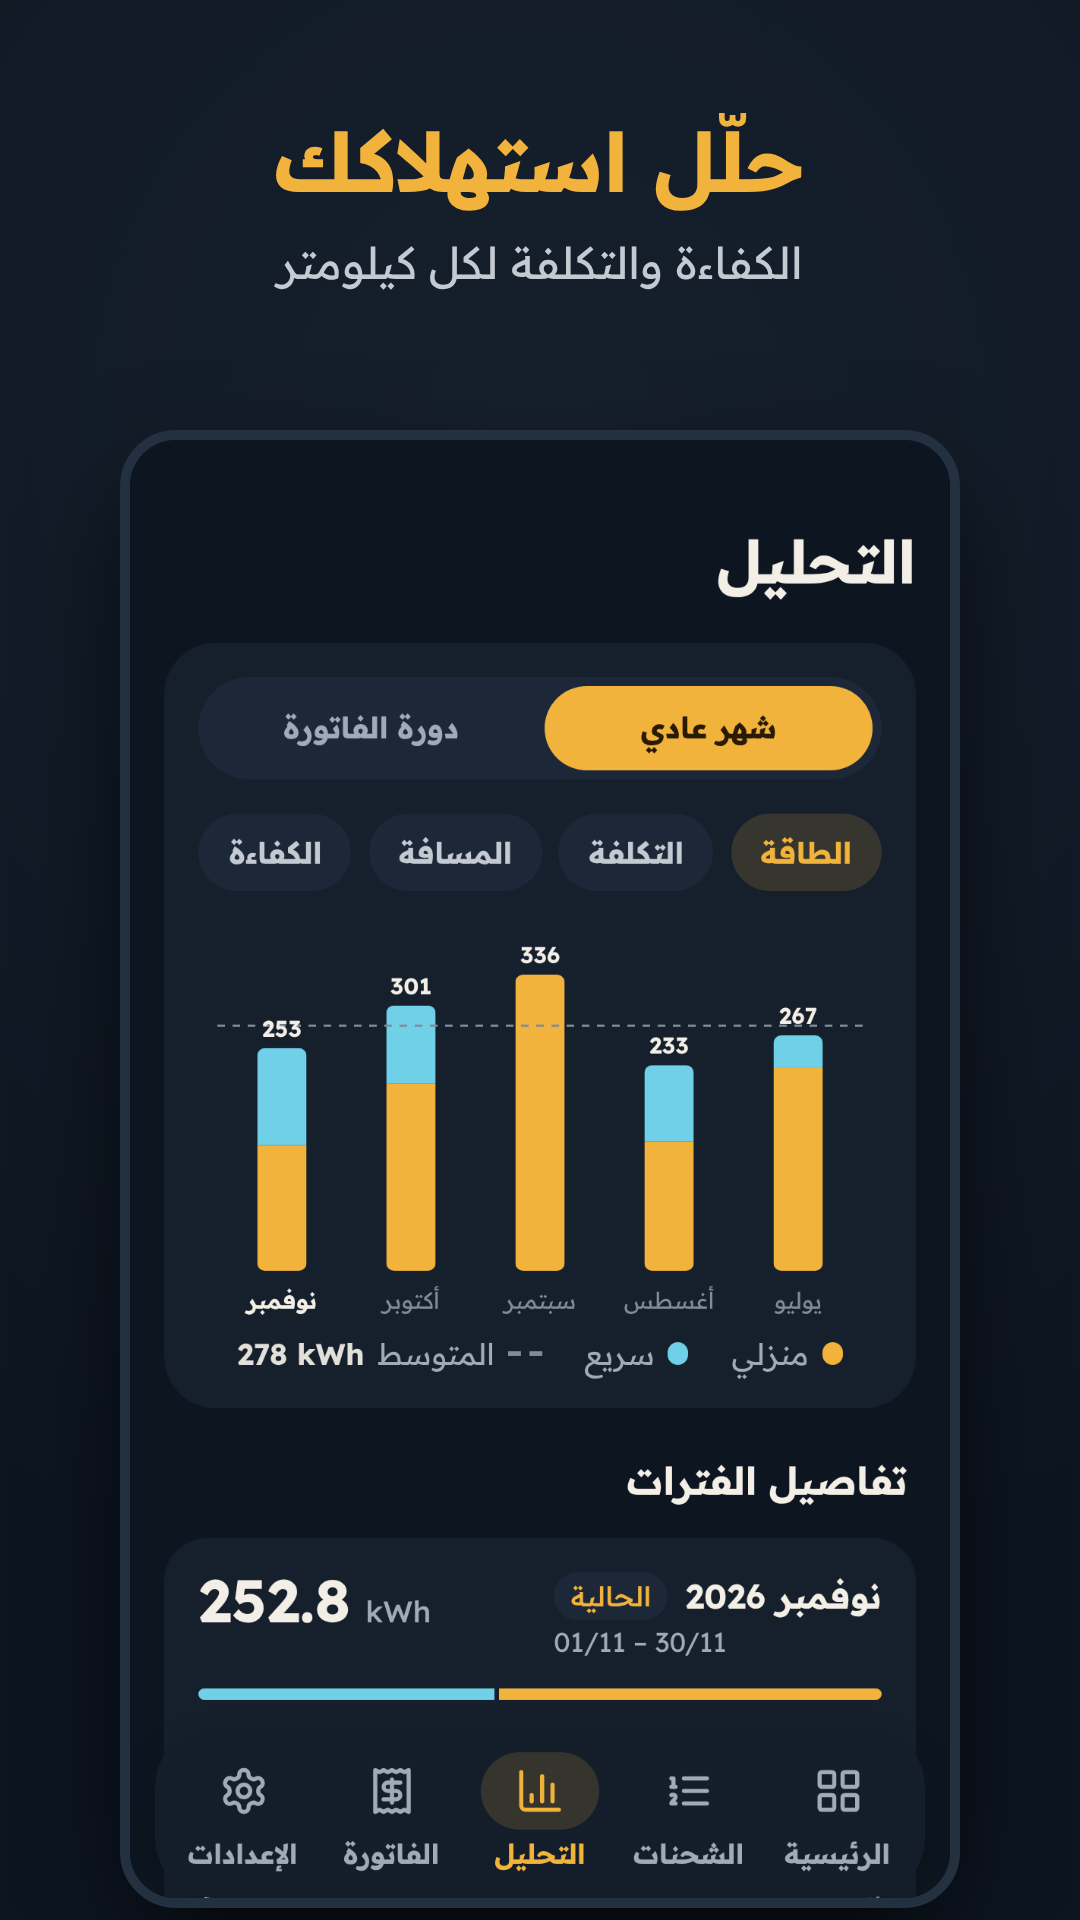 حلّل استهلاكك
الكفاءة والتكلفة لكل كيلومتر
التحليل
شهر عادي دورة الفاتورة
الطاقة التكلفة المسافة الكفاءة
336
301
267
253
233
يوليو أغسطس سبتمبر أكتوبر نوفمبر
منزلي سريع -- المتوسط 278 kWh
تفاصيل الفترات
نوفمبر 2026 الحالية 252.8 kWh
01/11 – 30/11
الرئيسية الشحنات التحليل الفاتورة الإعدادات